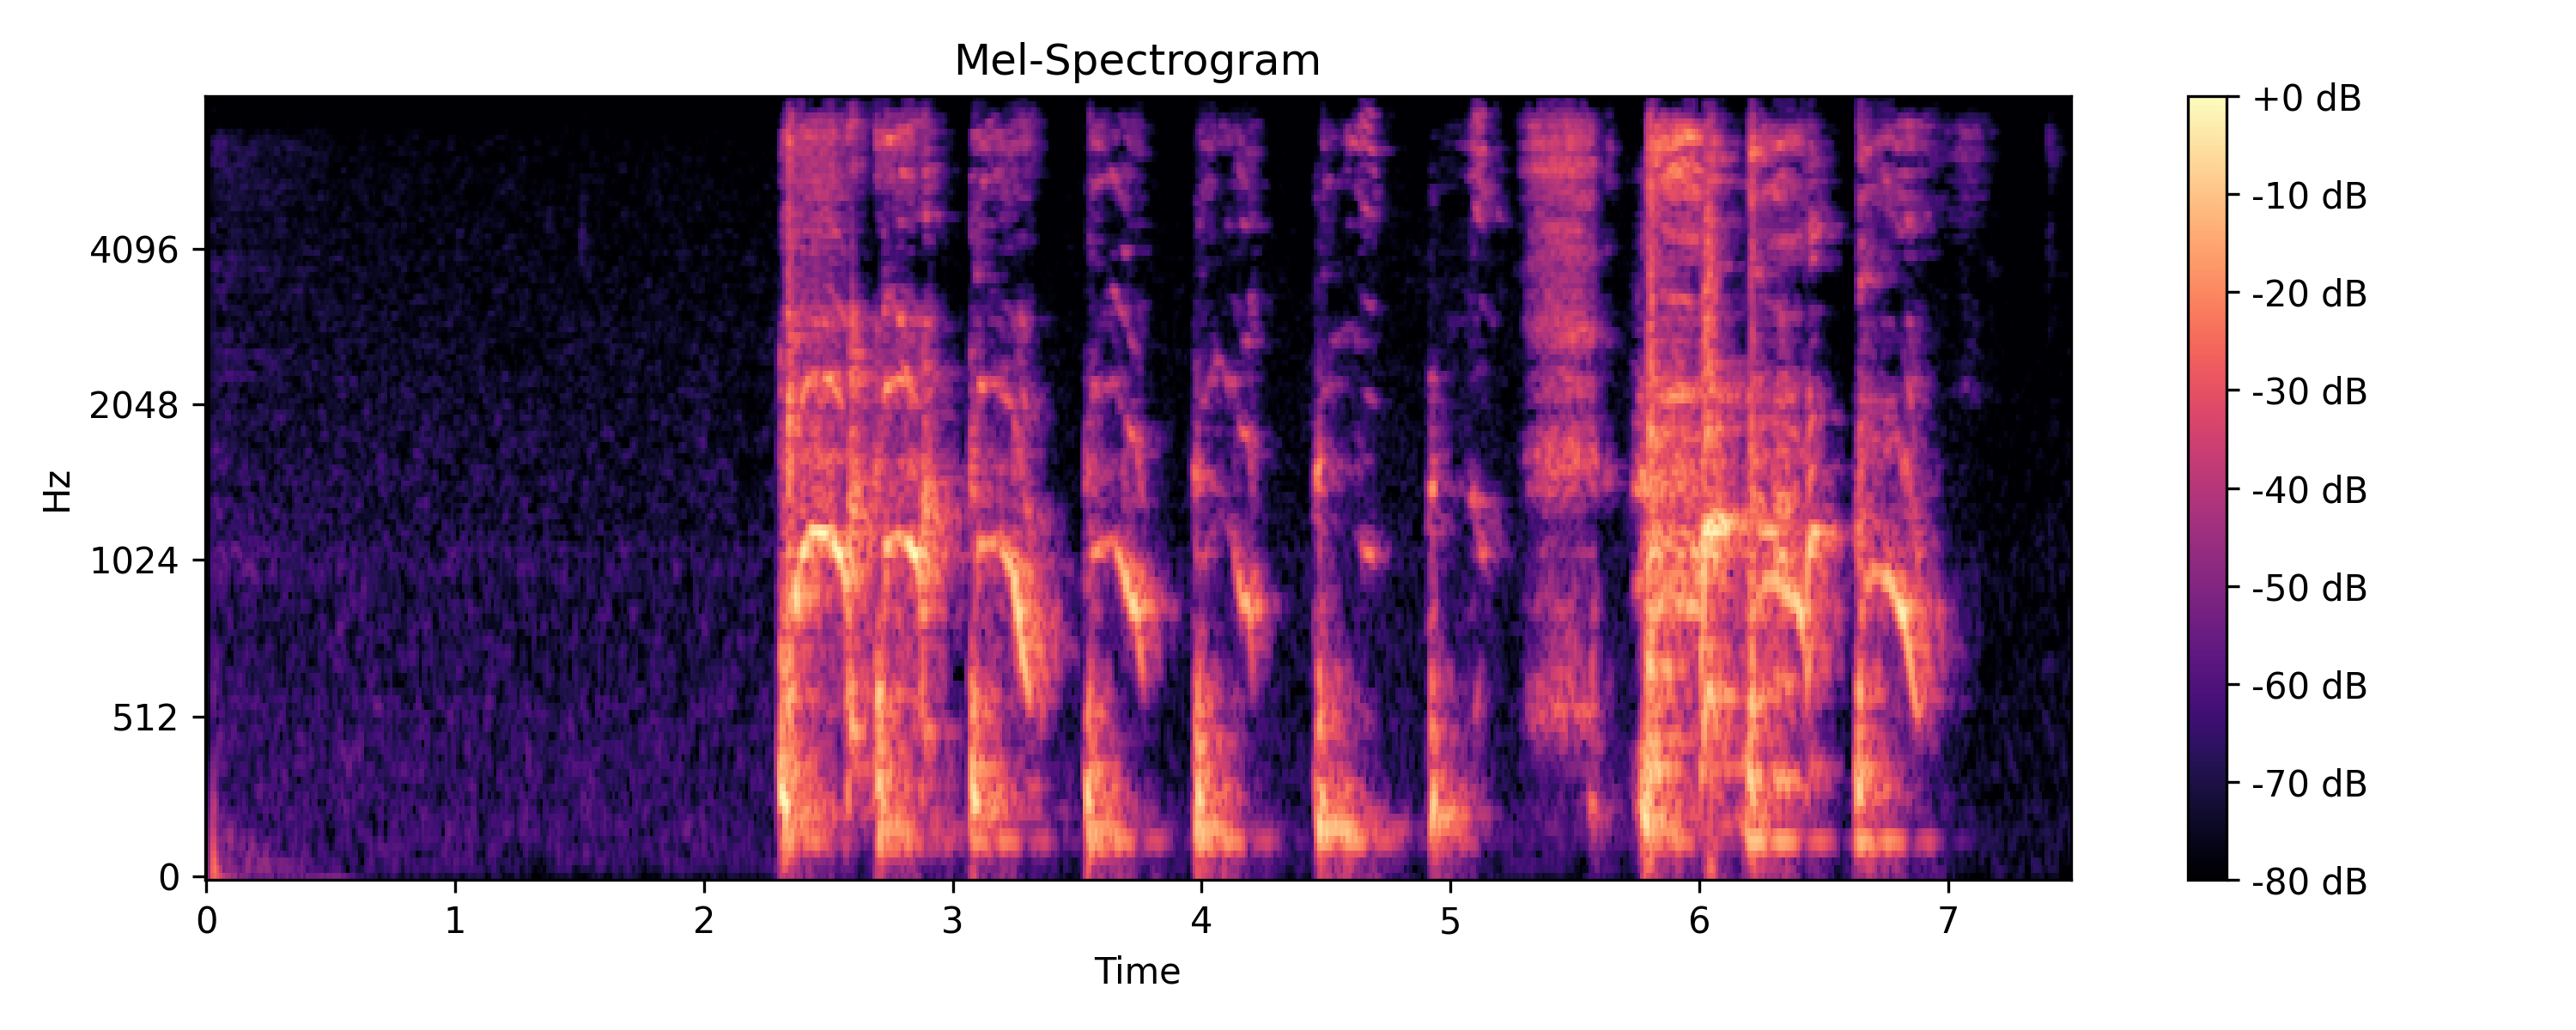 Mel-Spectrogram
+0 dB
-10 dB
-20 dB
-30 dB
-40 dB
-50 dB
-60 dB
-70 dB
-80 dB
Hz
4096
2048
1024
512
0
0 1 2 3 4 5 6 7
Time